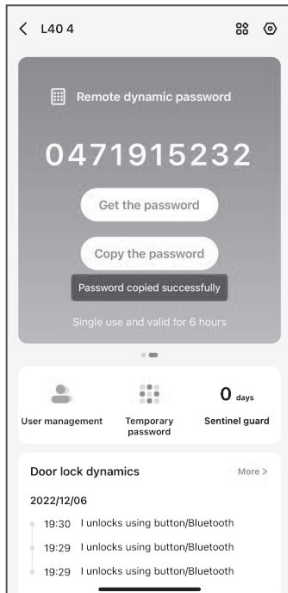 L40 4
Remote dynamic password
0471915232
Get the password
Copy the password
Password copied successfully
Single use and valid for 6 hours
0 days
User management
Temporary
password
Sentinel guard
Door lock dynamics
More >
2022/12/06
19:30 I unlocks using button/Bluetooth
19:29 I unlocks using button/Bluetooth
19:29 I unlocks using button/Bluetooth